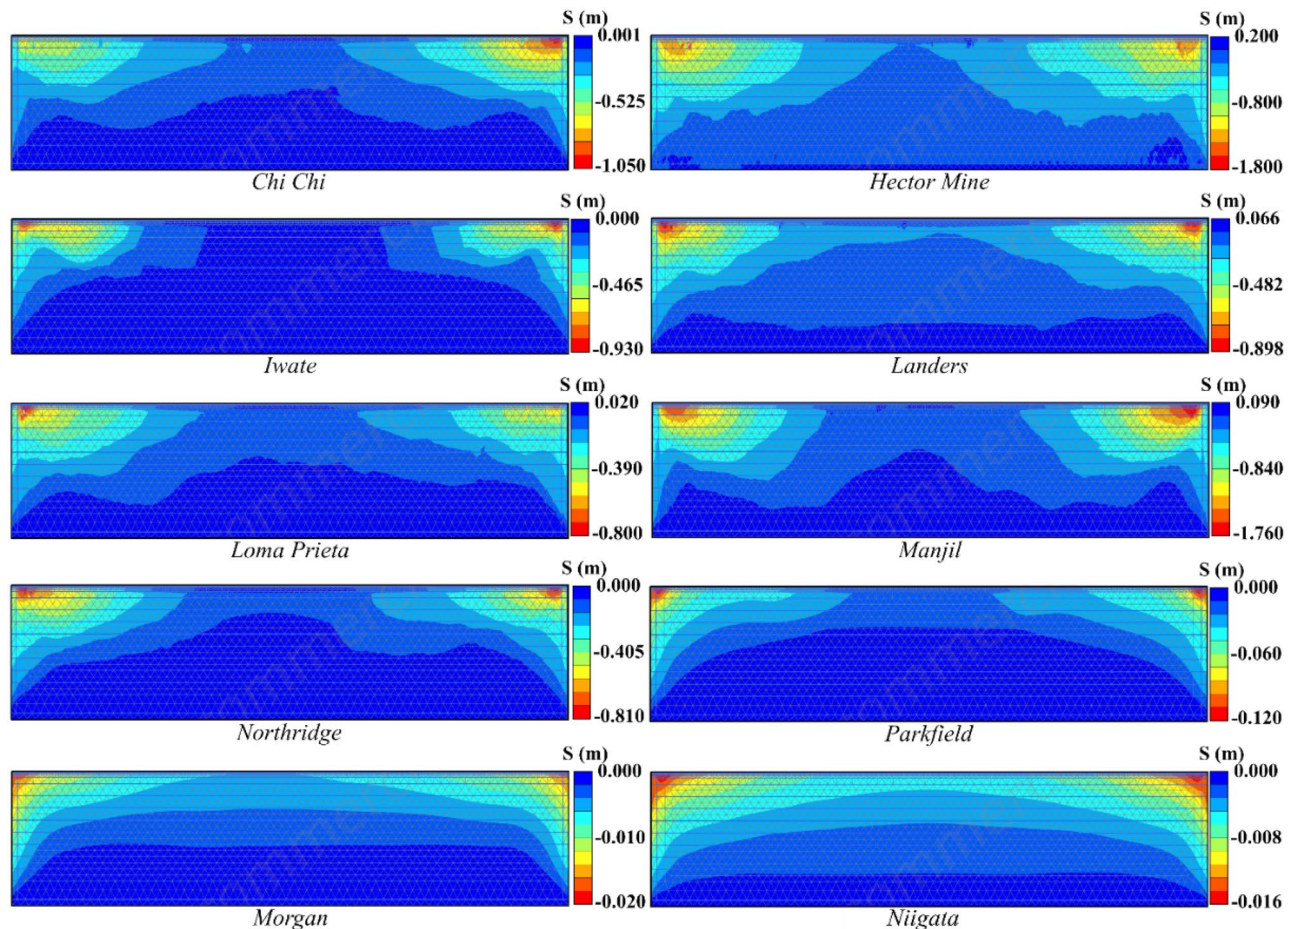 S (m)
0.001
-0.525
-1.050
Chi Chi
S (m)
0.200
-0.800
-1.800
Hector Mine
S (m)
0.000
-0.465
-0.930
Iwate
S (m)
0.066
-0.482
-0.898
Landers
S (m)
0.020
-0.390
-0.800
Loma Prieta
S (m)
0.090
-0.840
-1.760
Manjil
S (m)
0.000
-0.405
-0.810
Northridge
S (m)
0.000
-0.060
-0.120
Parkfield
S (m)
0.000
-0.010
-0.020
Morgan
S (m)
0.000
-0.008
-0.016
Niigata